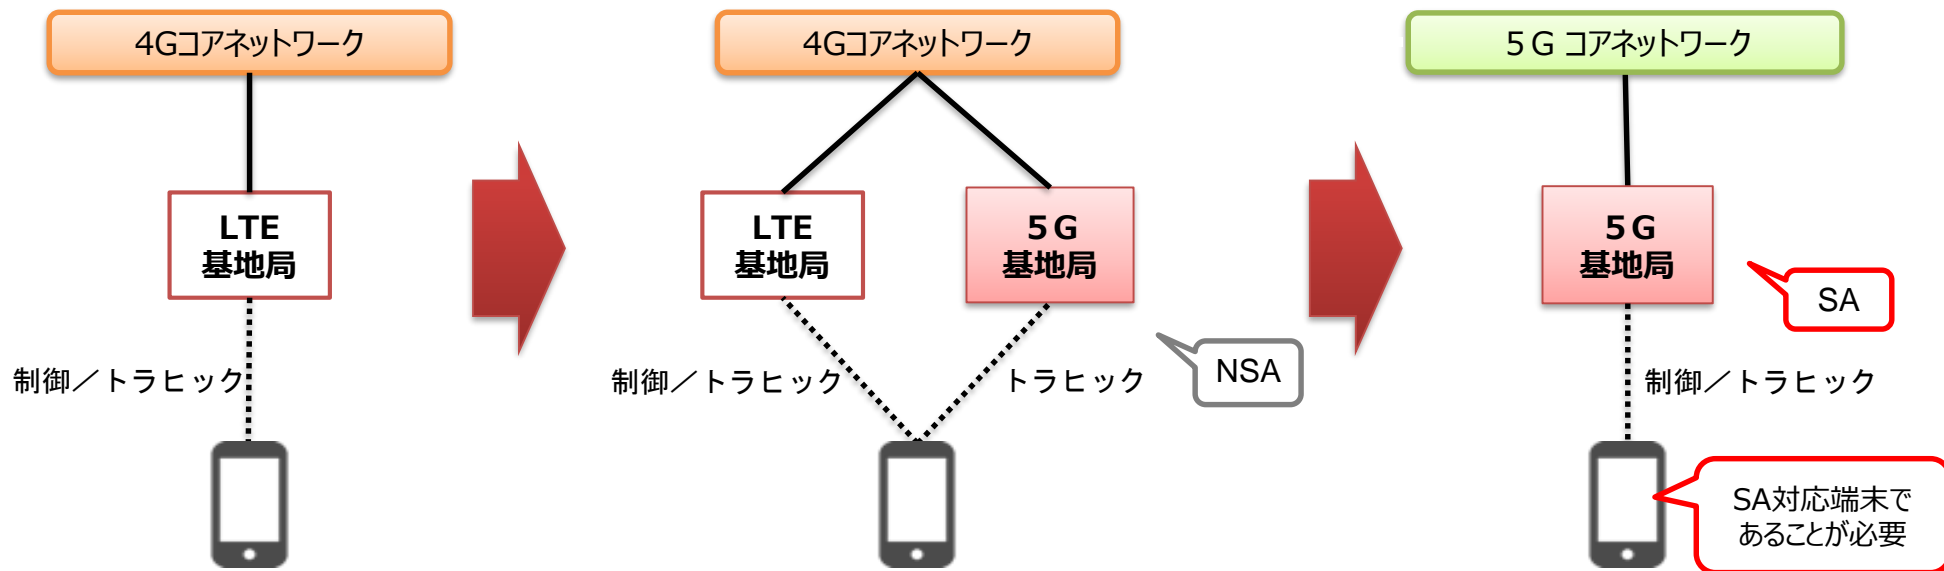 4Gコアネットワーク
4Gコアネットワーク
５Ｇ コアネットワーク
LTE
基地局
LTE
基地局
５Ｇ
基地局
５Ｇ
基地局
SA
NSA
制御／トラヒック
制御／トラヒック
トラヒック
制御／トラヒック
SA対応端末で
あることが必要